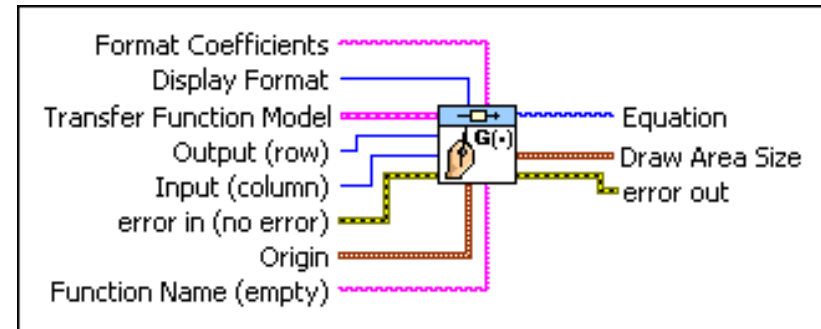 Format Coefficients
Display Format
Transfer Function Model
Output (row)
Input (column)
error in (no error)
Origin
Function Name (empty)
G(·)
Equation
Draw Area Size
error out